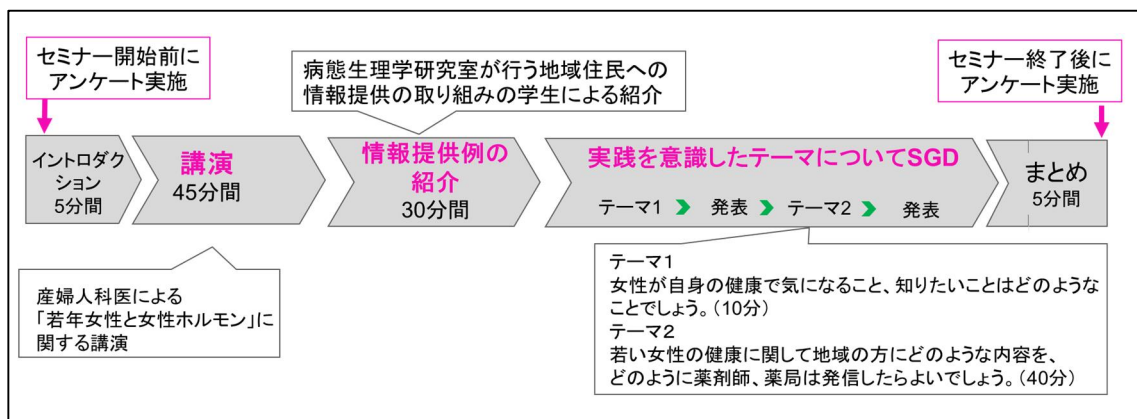 セミナー開始前に
アンケート実施
病態生理学研究室が行う地域住民への
情報提供の取り組みの学生による紹介
セミナー終了後に
アンケート実施
イントロダク
ション
5分間
講演
45分間
情報提供例の
紹介
30分間
実践を意識したテーマについてSGD
テーマ1 > 発表 > テーマ2 > 発表
まとめ
5分間
産婦人科医による
「若年女性と女性ホルモン」に
関する講演
テーマ1
女性が自身の健康で気になること、知りたいことはどのような
ことでしょう。(10分)
テーマ2
若い女性の健康に関して地域の方にどのような内容を、
どのように薬剤師、薬局は発信したらよいでしょう。(40分)